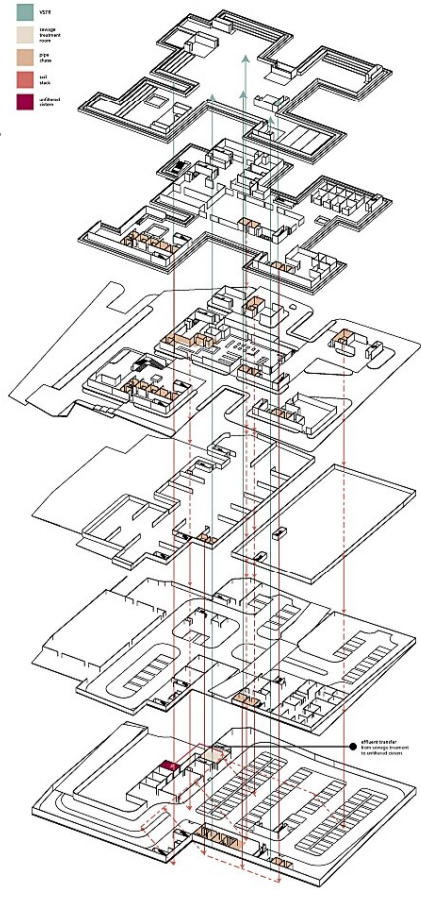 VSTR
sewage
treatment
room
pipe
chase
soil
stack
unfiltered
cistern
effluent transfer
from sewage treatment
to unfiltered cistern